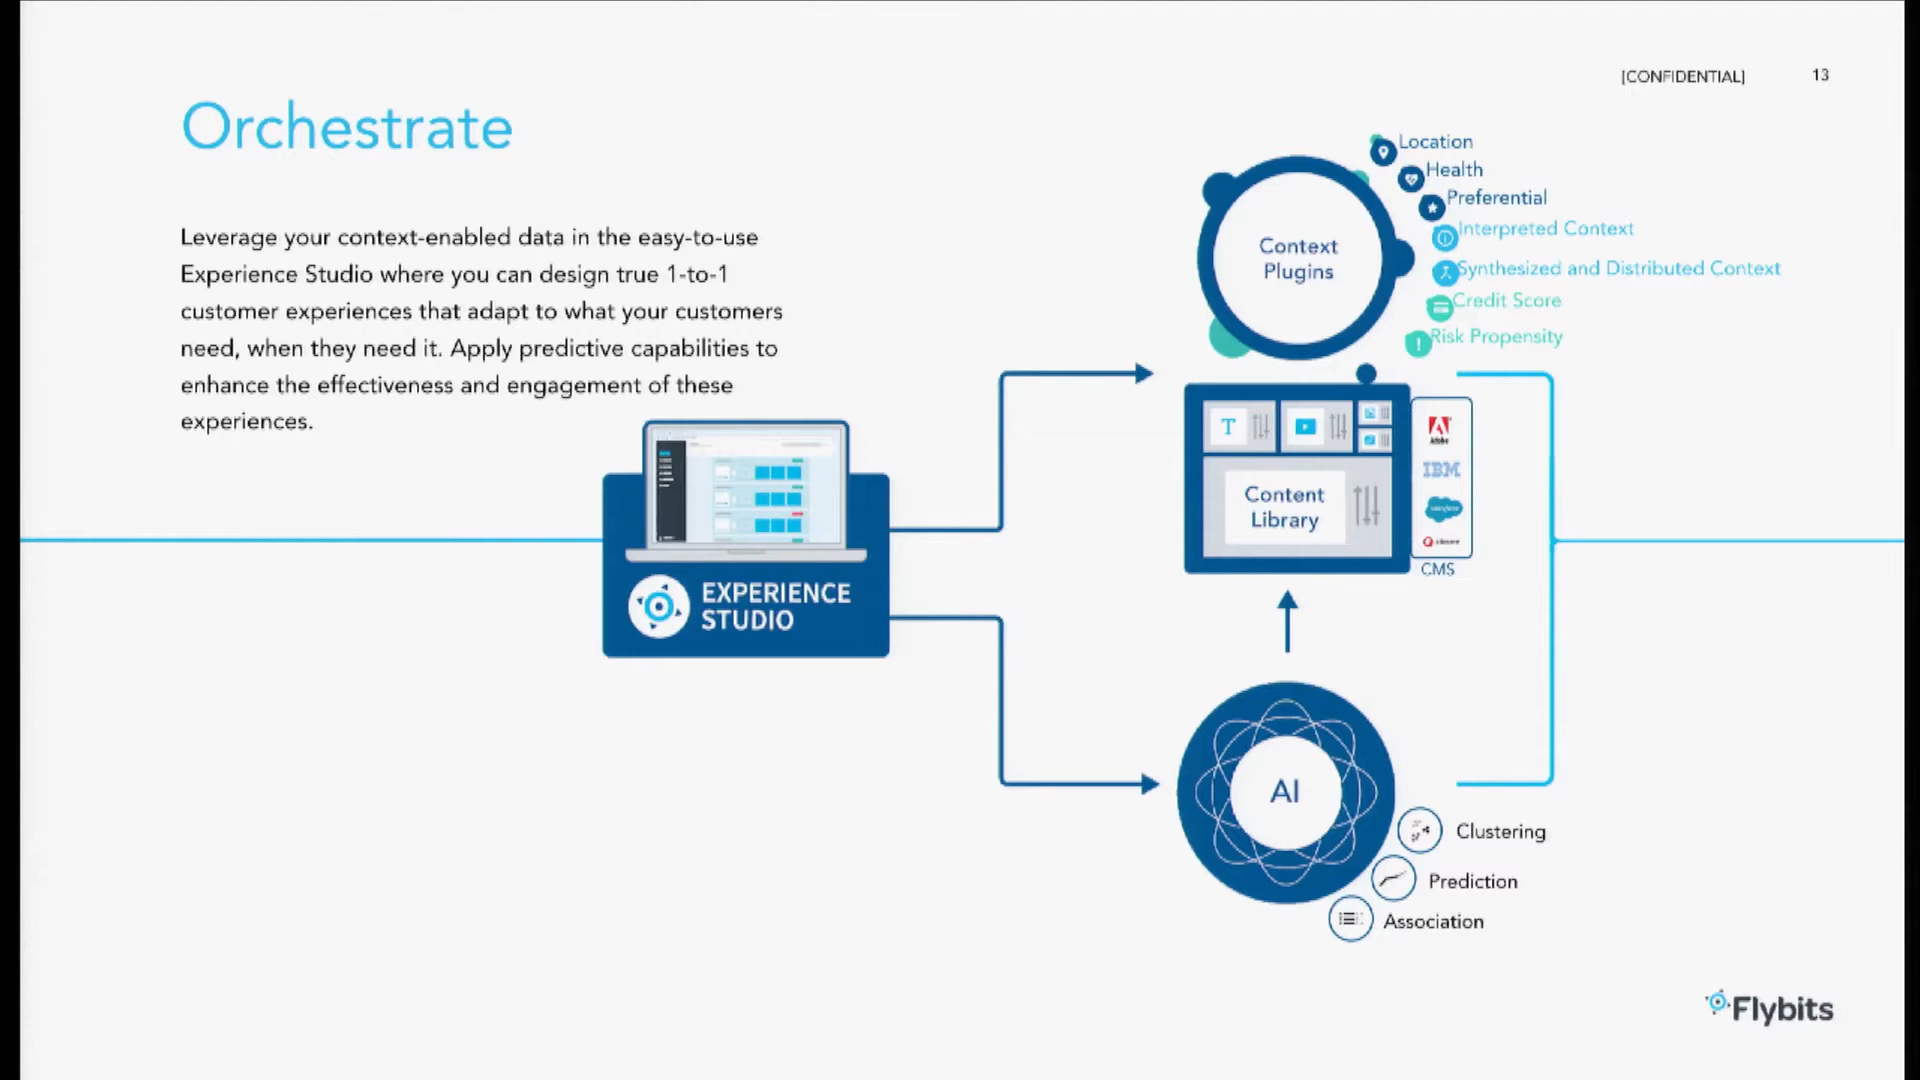 [CONFIDENTIAL] 13
Orchestrate
Leverage your context-enabled data in the easy-to-use
Experience Studio where you can design true 1-to-1
customer experiences that adapt to what your customers
need, when they need it. Apply predictive capabilities to
enhance the effectiveness and engagement of these
experiences.
EXPERIENCE
STUDIO
Context
Plugins
Location
Health
Preferential
Interpreted Context
Synthesized and Distributed Context
Credit Score
Risk Propensity
T
Content
Library
Adobe
IBM
salesforce
CMS
AI
Clustering
Prediction
Association
Flybits